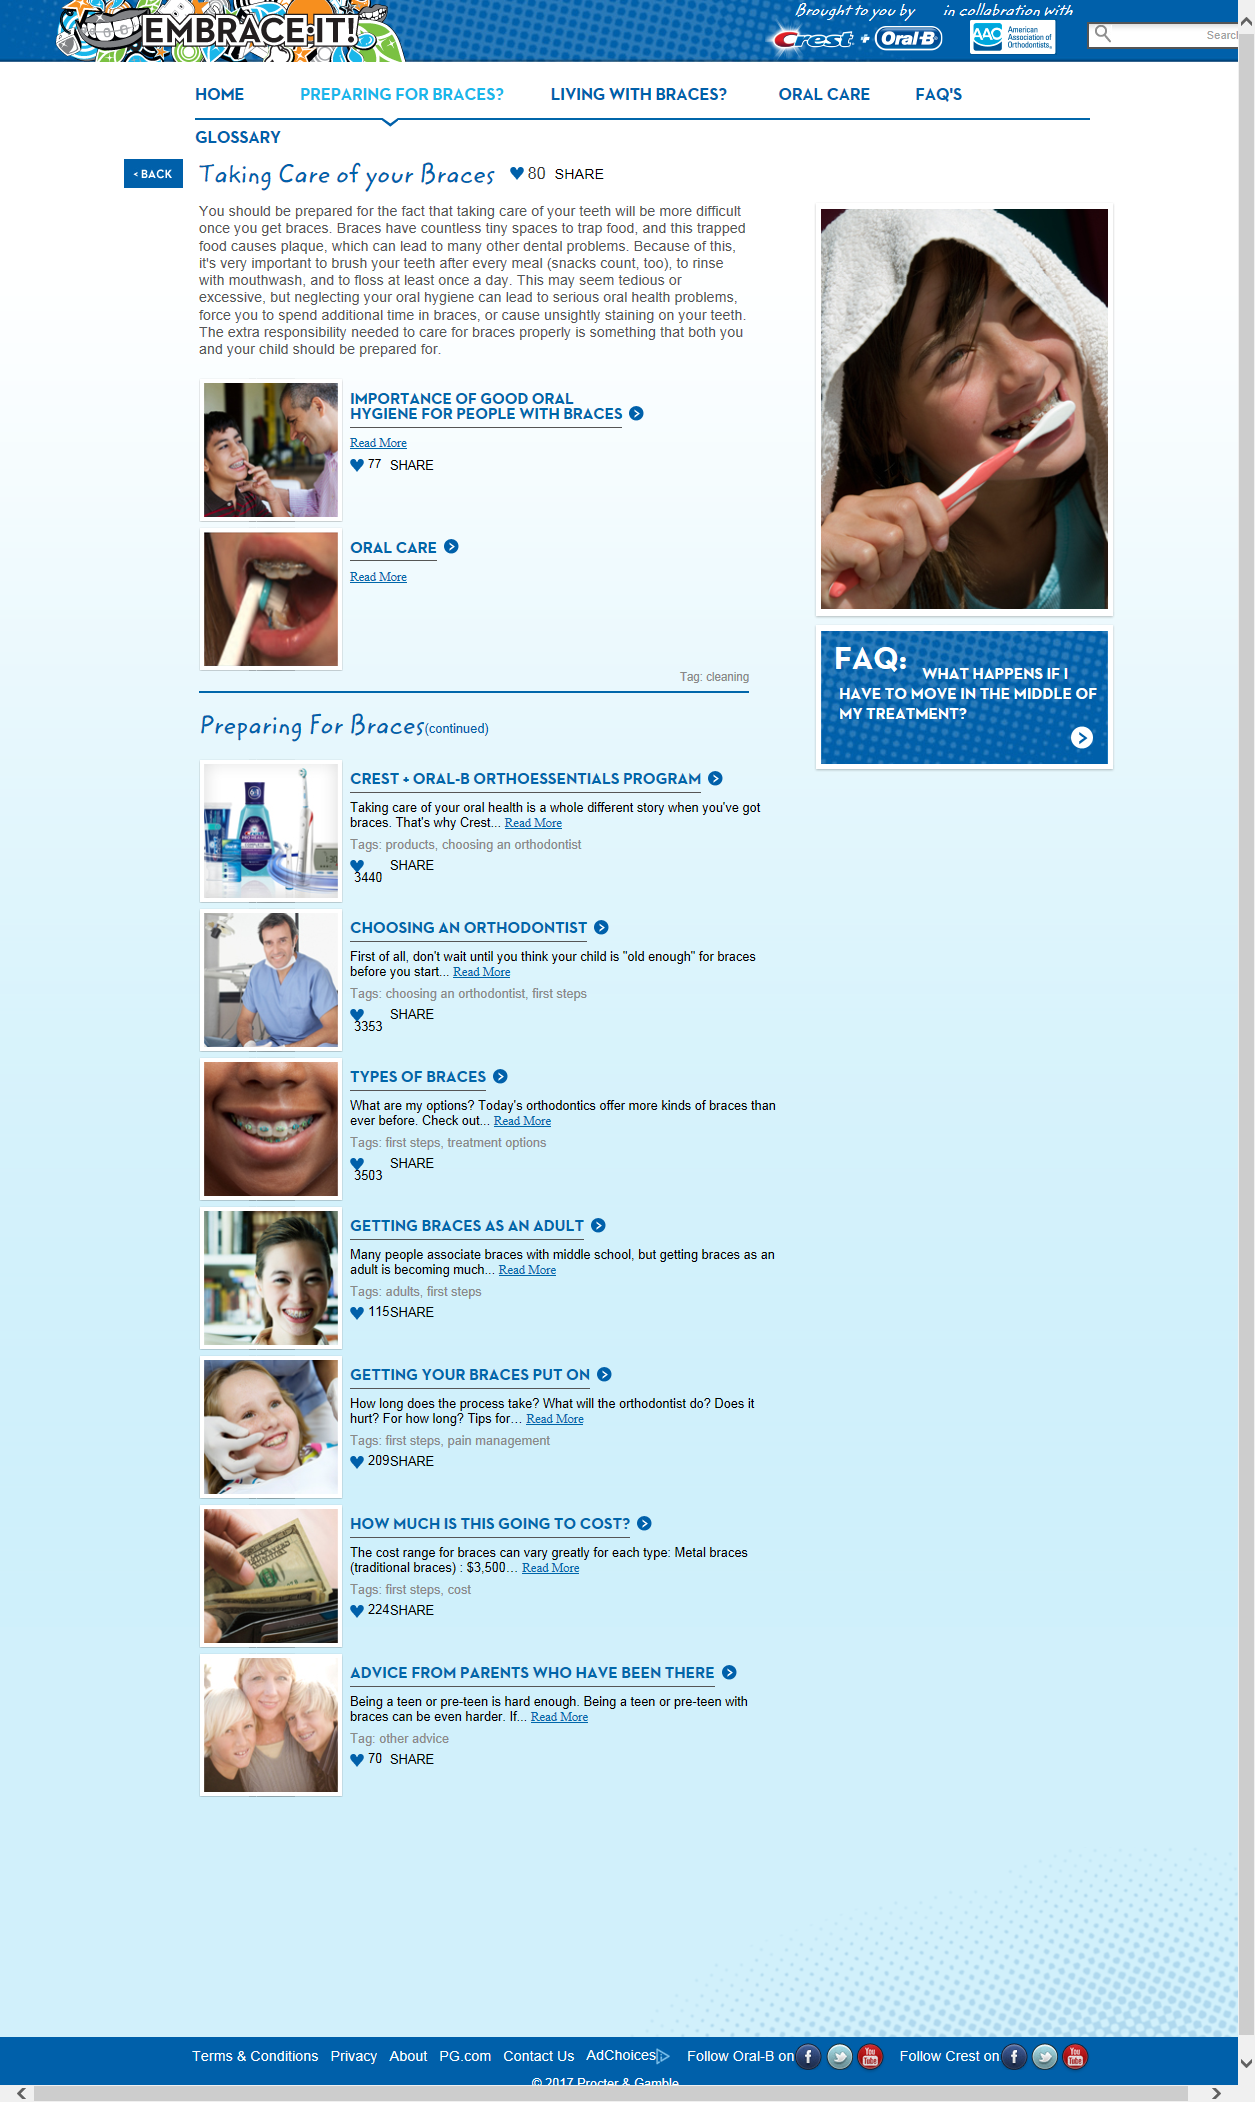 EMBRACE·IT!
Brought to you by in collabration with
Crest + Oral-B AAO American Association of Orthodontists
Searc
HOME PREPARING FOR BRACES? LIVING WITH BRACES? ORAL CARE FAQ'S
GLOSSARY
< BACK Taking Care of your Braces 80 SHARE
You should be prepared for the fact that taking care of your teeth will be more difficult
once you get braces. Braces have countless tiny spaces to trap food, and this trapped
food causes plaque, which can lead to many other dental problems. Because of this,
it's very important to brush your teeth after every meal (snacks count, too), to rinse
with mouthwash, and to floss at least once a day. This may seem tedious or
excessive, but neglecting your oral hygiene can lead to serious oral health problems,
force you to spend additional time in braces, or cause unsightly staining on your teeth.
The extra responsibility needed to care for braces properly is something that both you
and your child should be prepared for.
IMPORTANCE OF GOOD ORAL
HYGIENE FOR PEOPLE WITH BRACES
Read More
77 SHARE
ORAL CARE
Read More
Tag: cleaning
FAQ: WHAT HAPPENS IF I
HAVE TO MOVE IN THE MIDDLE OF
MY TREATMENT?
Preparing For Braces(continued)
CREST + ORAL-B ORTHOESSENTIALS PROGRAM
Taking care of your oral health is a whole different story when you've got
braces. That's why Crest... Read More
Tags: products, choosing an orthodontist
SHARE
3440
CHOOSING AN ORTHODONTIST
First of all, don't wait until you think your child is "old enough" for braces
before you start... Read More
Tags: choosing an orthodontist, first steps
SHARE
3353
TYPES OF BRACES
What are my options? Today's orthodontics offer more kinds of braces than
ever before. Check out... Read More
Tags: first steps, treatment options
SHARE
3503
GETTING BRACES AS AN ADULT
Many people associate braces with middle school, but getting braces as an
adult is becoming much... Read More
Tags: adults, first steps
115SHARE
GETTING YOUR BRACES PUT ON
How long does the process take? What will the orthodontist do? Does it
hurt? For how long? Tips for... Read More
Tags: first steps, pain management
209SHARE
HOW MUCH IS THIS GOING TO COST?
The cost range for braces can vary greatly for each type: Metal braces
(traditional braces) : $3,500... Read More
Tags: first steps, cost
224SHARE
ADVICE FROM PARENTS WHO HAVE BEEN THERE
Being a teen or pre-teen is hard enough. Being a teen or pre-teen with
braces can be even harder. If... Read More
Tag: other advice
70 SHARE
Terms & Conditions Privacy About PG.com Contact Us AdChoices Follow Oral-B on Follow Crest on
© 2017 Procter & Gamble